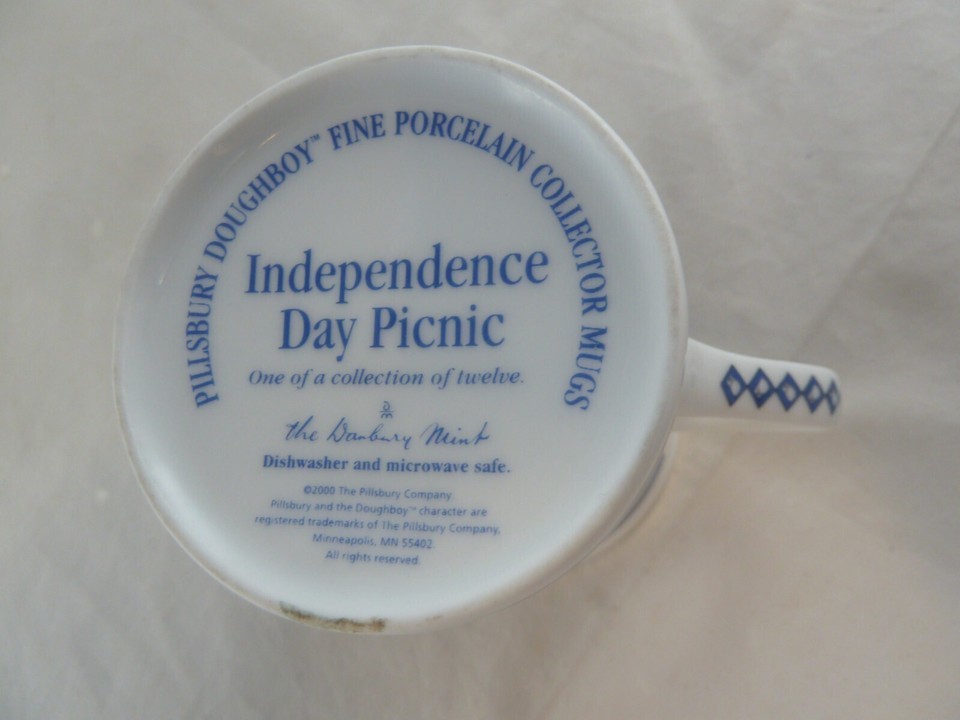 PILLSBURY DOUGHBOY™ FINE PORCELAIN COLLECTOR MUGS
Independence
Day Picnic
One of a collection of twelve.
the Danbury Mint
Dishwasher and microwave safe.
©2000 The Pillsbury Company.
Pillsbury and the Doughboy™ character are
registered trademarks of The Pillsbury Company,
Minneapolis, MN 55402.
All rights reserved.